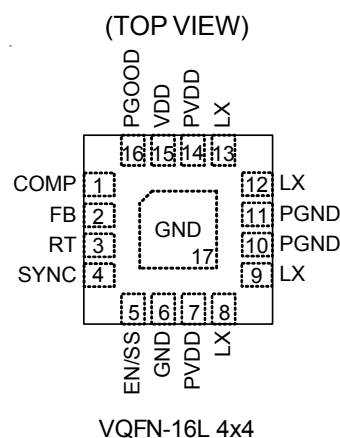 (TOP VIEW)
PGOOD VDD PVDD LX
16 15 14 13
COMP 1 12 LX
FB 2 11 PGND
GND
RT 3 10 PGND
17
SYNC 4 9 LX
5 6 7 8
EN/SS GND PVDD LX
VQFN-16L 4x4